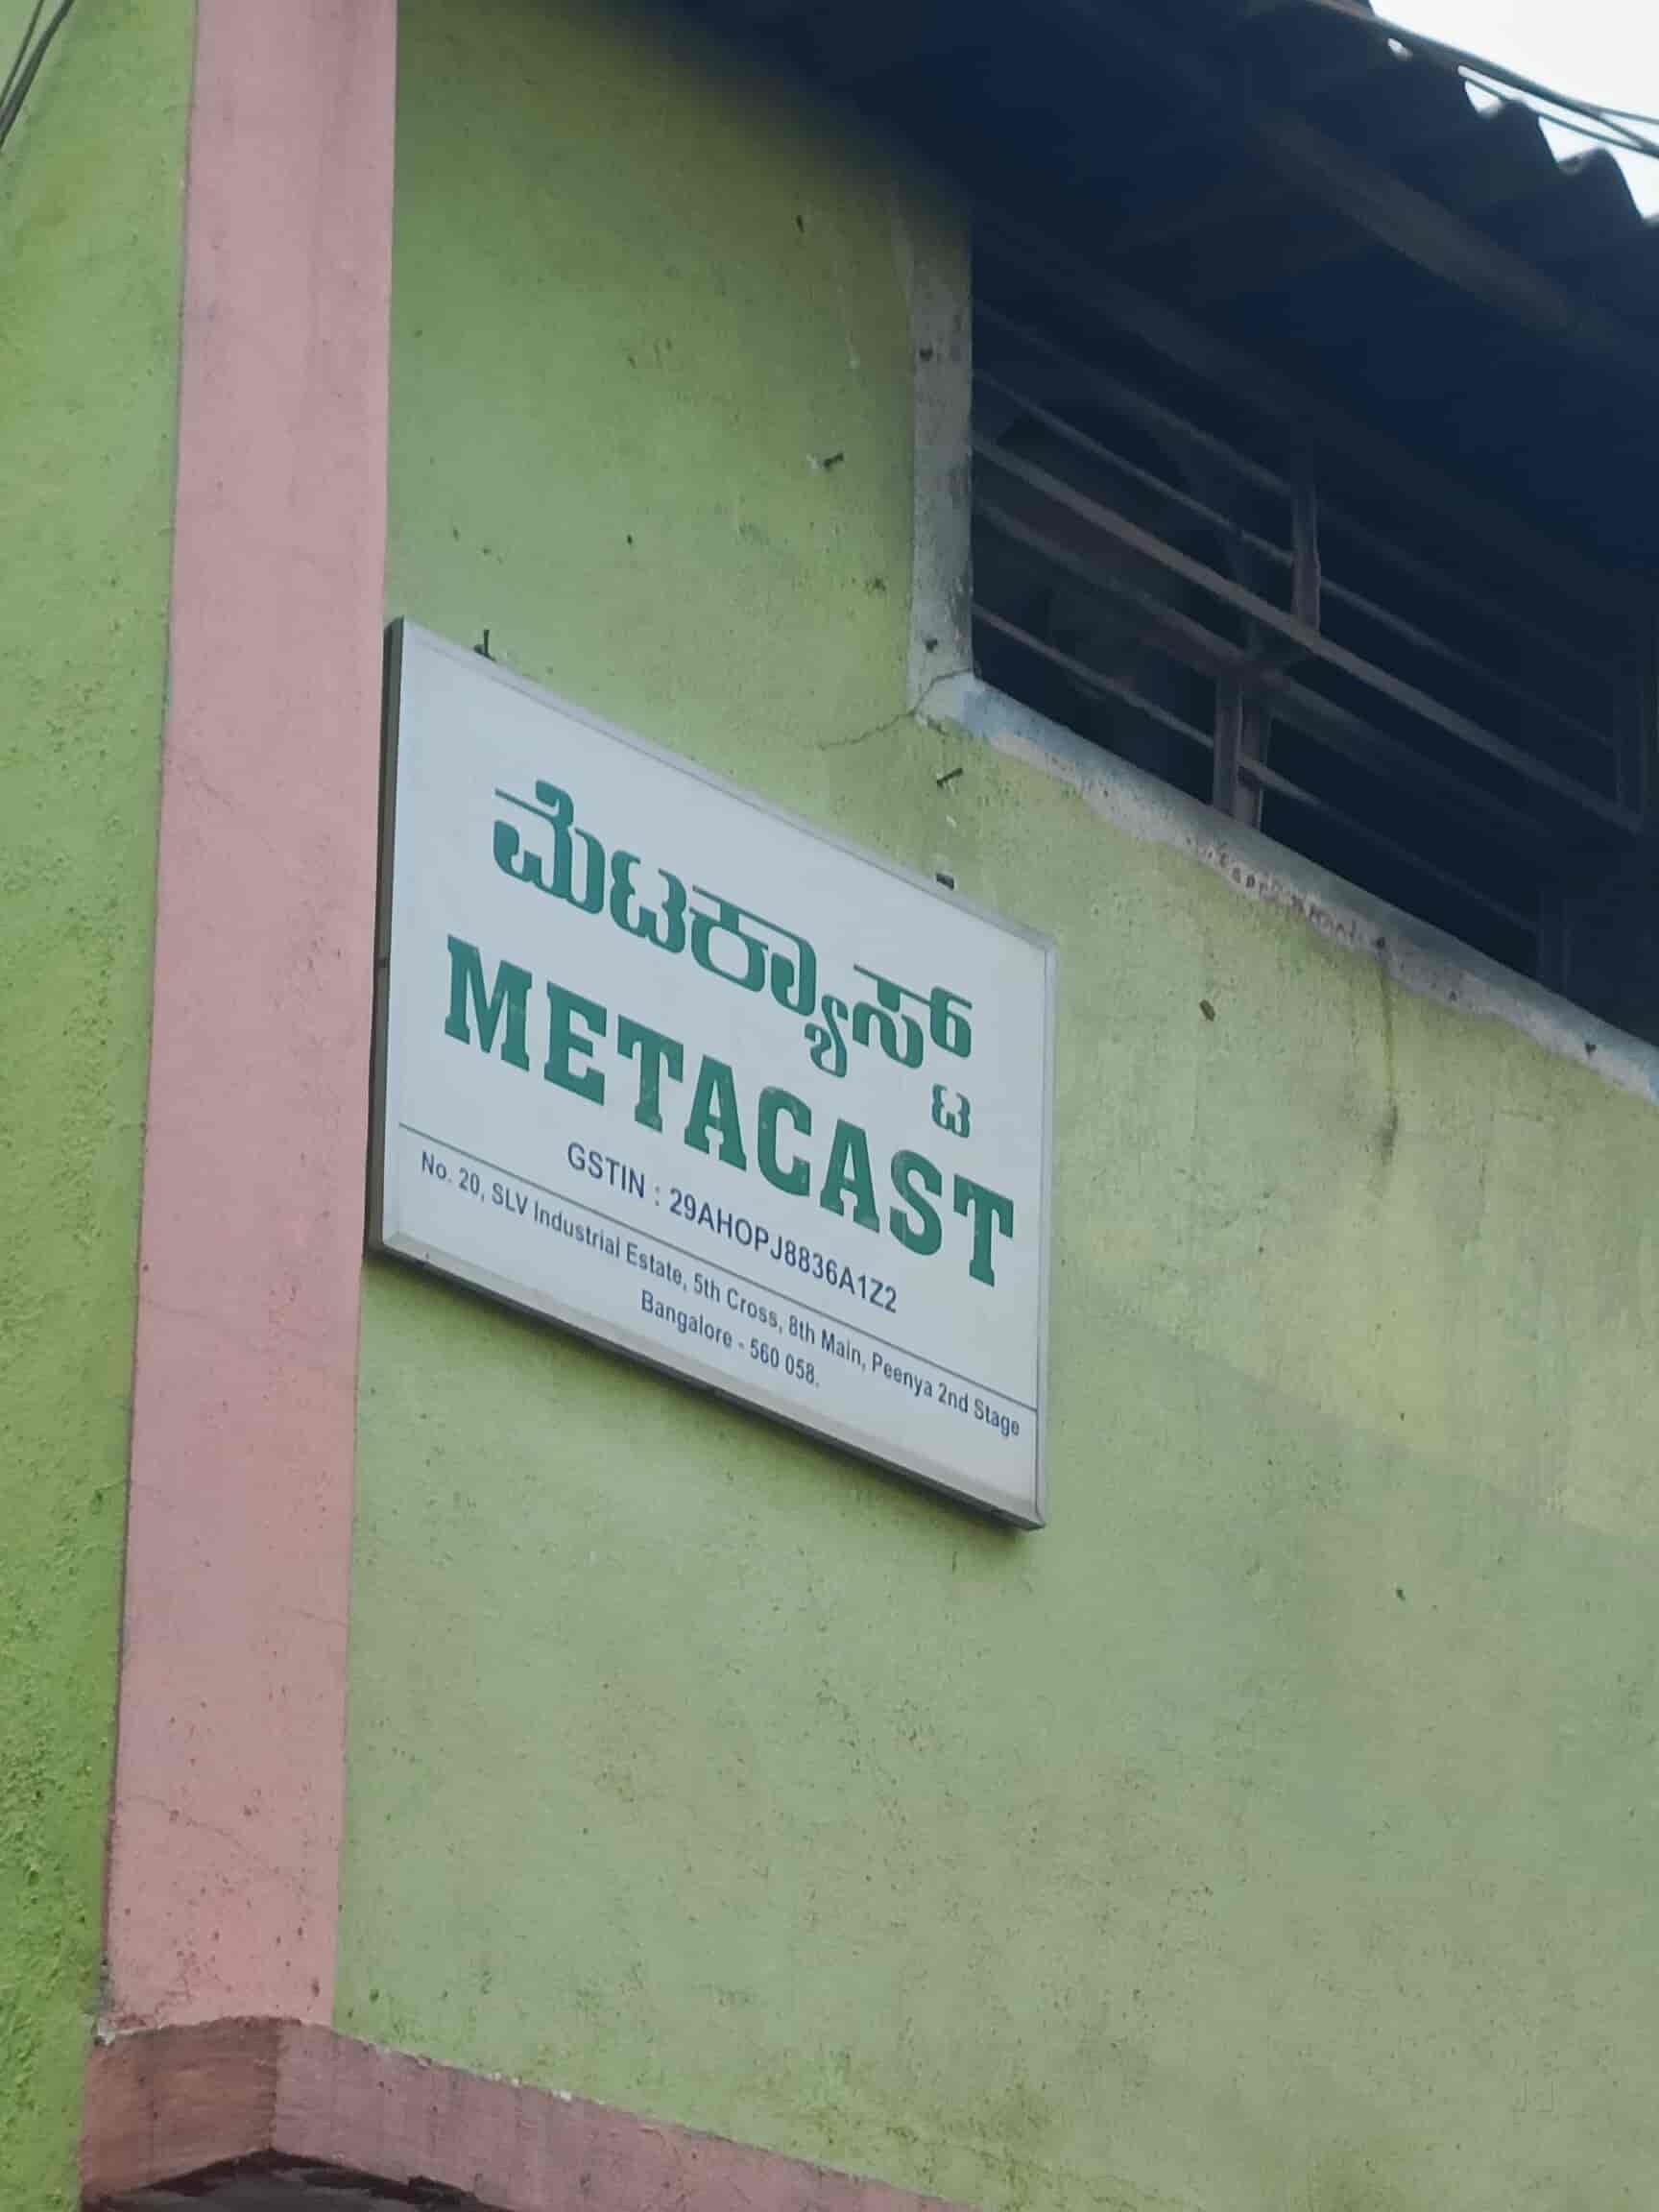 ಮೆಟಕ್ಯಾಸ್ಟ್
METACAST
GSTIN : 29AHOPJ8836A1Z2
No. 20, SLV Industrial Estate, 5th Cross, 8th Main, Peenya 2nd Stage
Bangalore - 560 058.